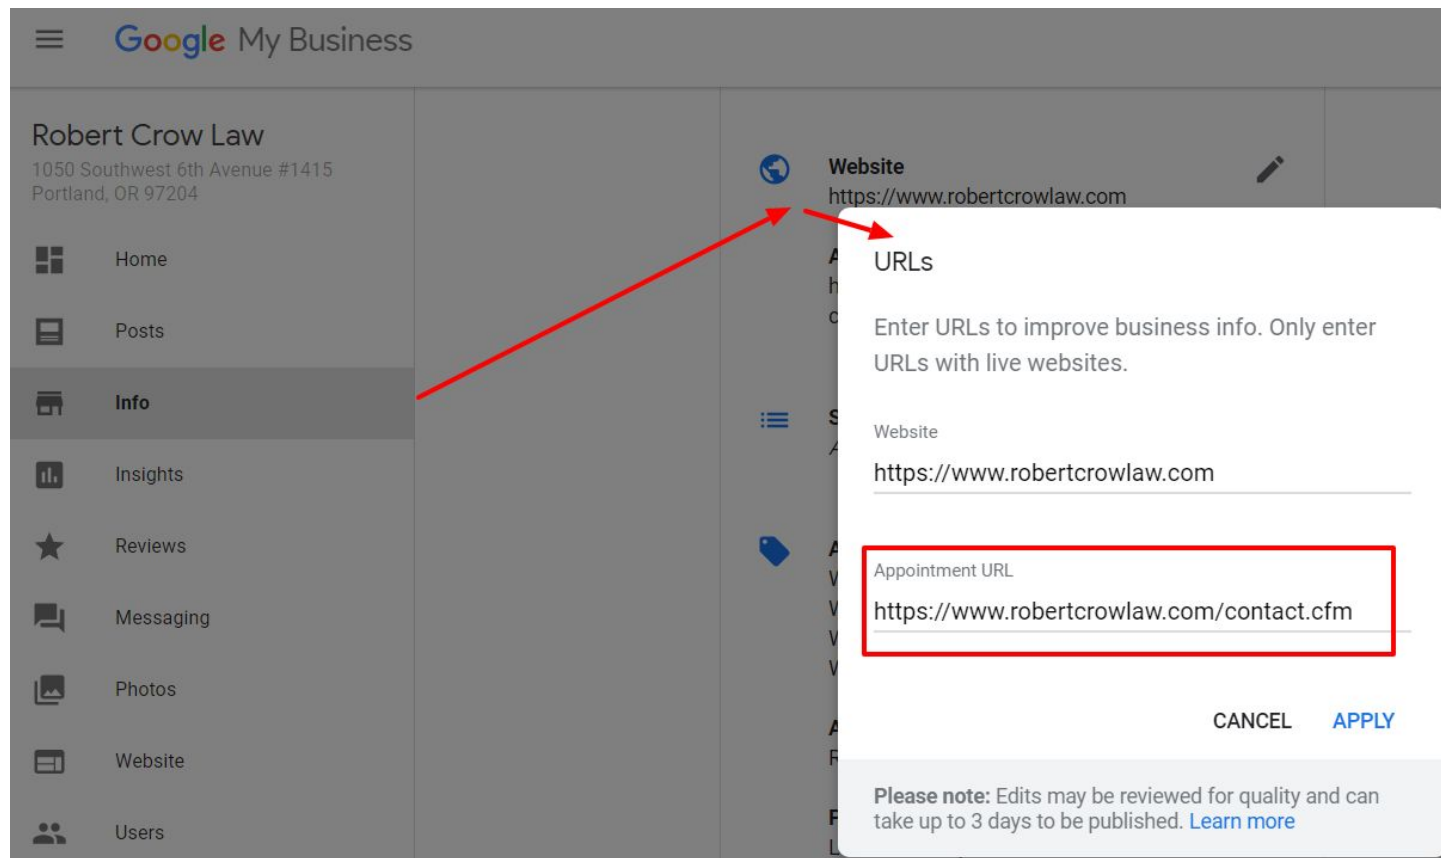 Google My Business
Robert Crow Law
1050 Southwest 6th Avenue #1415
Portland, OR 97204
Home
Posts
Info
Insights
Reviews
Messaging
Photos
Website
Users
Website
https://www.robertcrowlaw.com
URLs
Enter URLs to improve business info. Only enter
URLs with live websites.
Website
https://www.robertcrowlaw.com
Appointment URL
https://www.robertcrowlaw.com/contact.cfm
CANCEL APPLY
Please note: Edits may be reviewed for quality and can
take up to 3 days to be published. Learn more